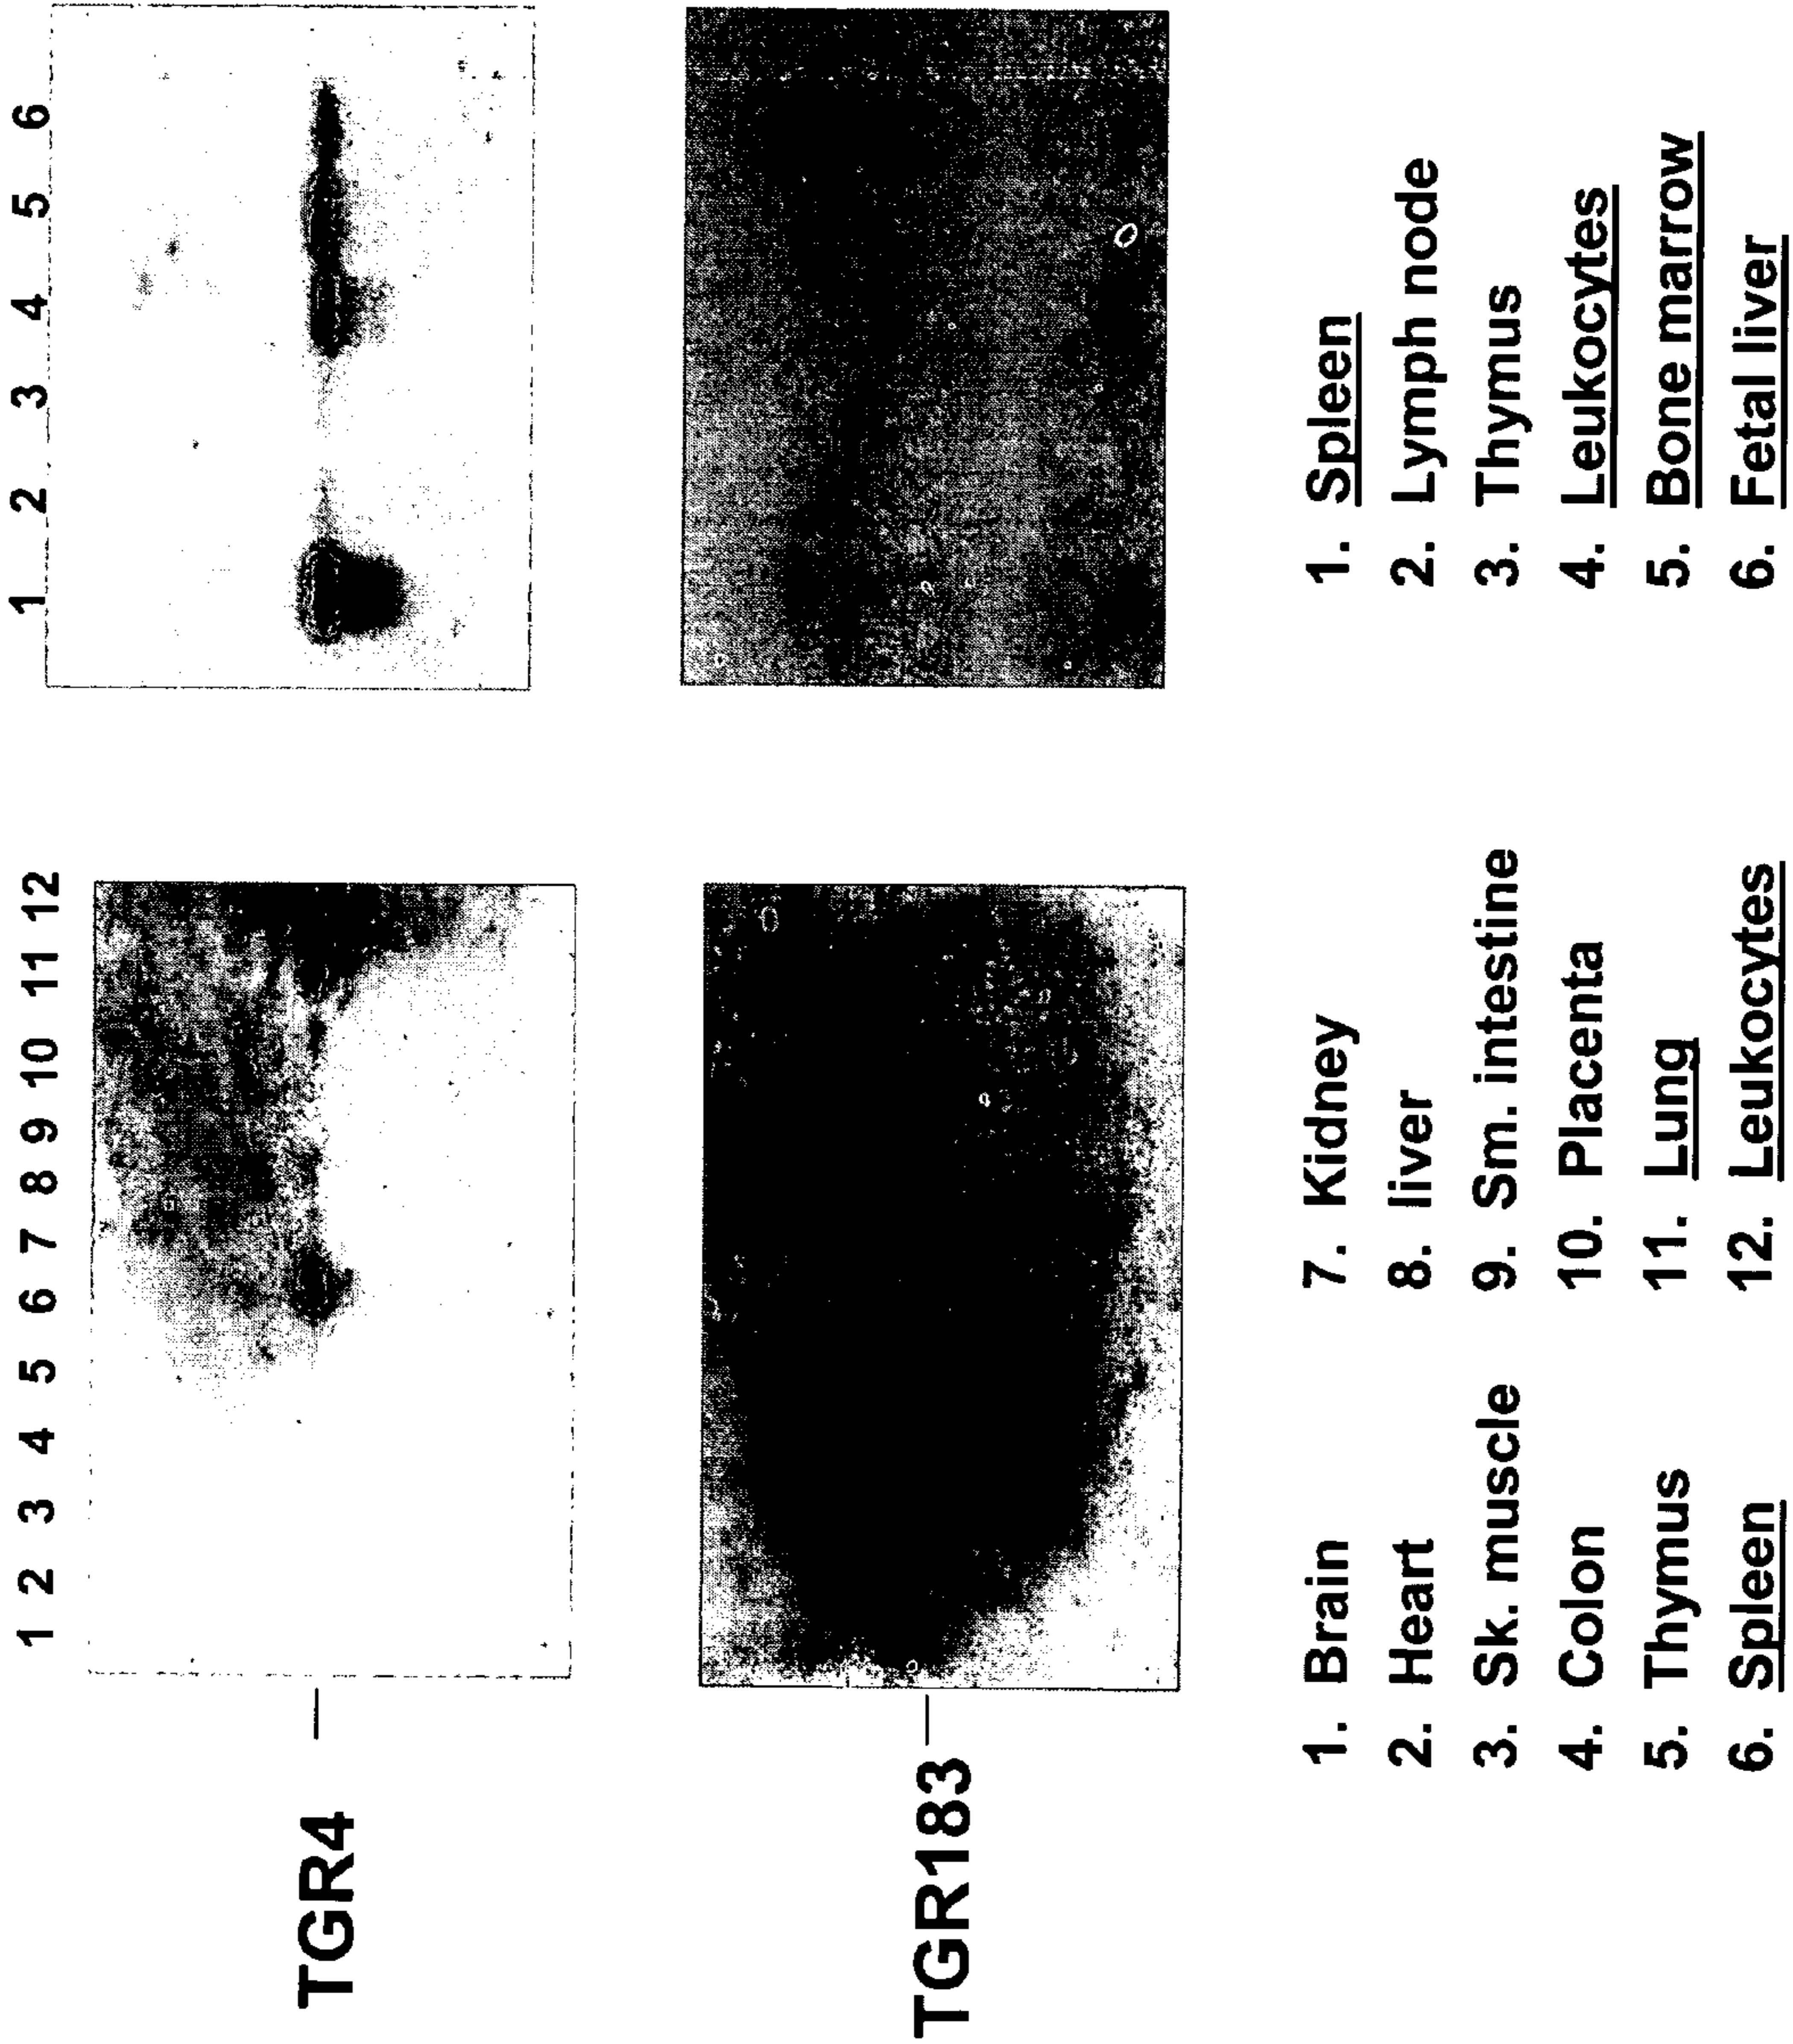 1 2 3 4 5 6 7 8 9 10 11 12
1 2 3 4 5 6
TGR4
TGR183
1. Brain
2. Heart
3. Sk. muscle
4. Colon
5. Thymus
6. Spleen
7. Kidney
8. liver
9. Sm. intestine
10. Placenta
11. Lung
12. Leukocytes
1. Spleen
2. Lymph node
3. Thymus
4. Leukocytes
5. Bone marrow
6. Fetal liver